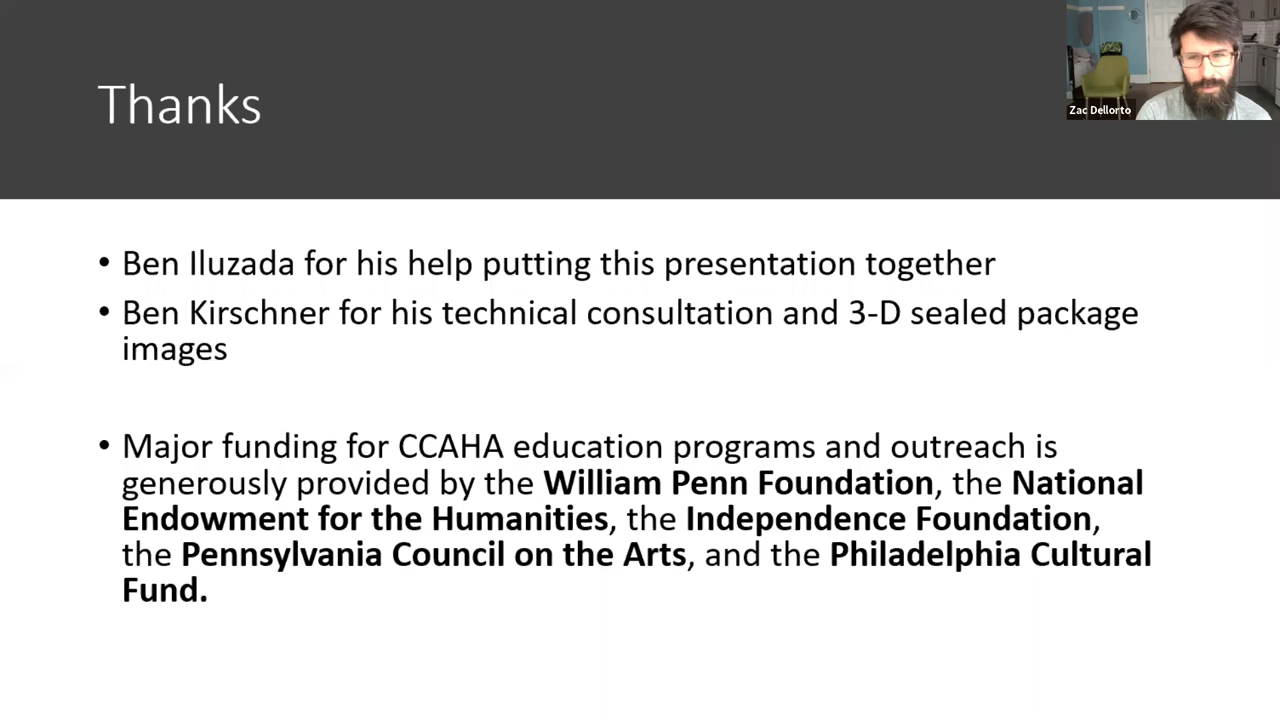 Thanks
Zac Dellorto
• Ben Iluzada for his help putting this presentation together
• Ben Kirschner for his technical consultation and 3-D sealed package
images
• Major funding for CCAHA education programs and outreach is
generously provided by the William Penn Foundation, the National
Endowment for the Humanities, the Independence Foundation,
the Pennsylvania Council on the Arts, and the Philadelphia Cultural
Fund.